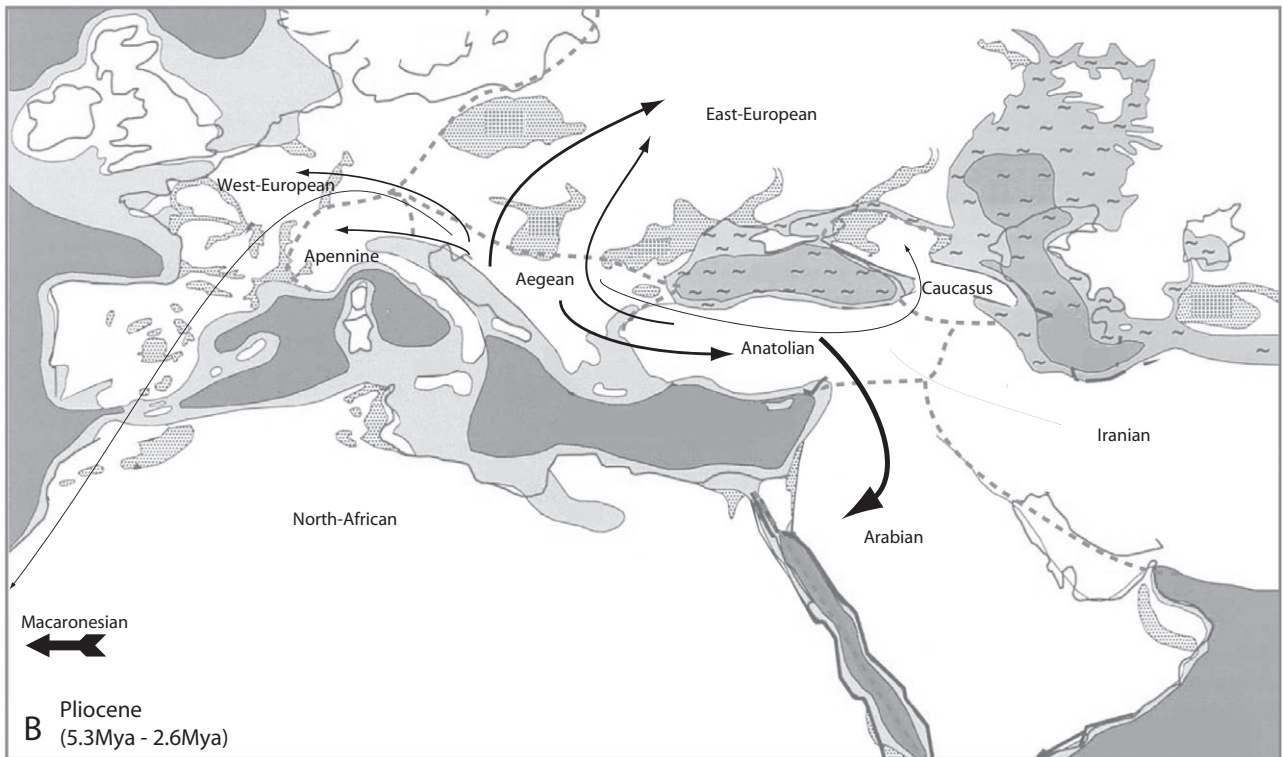 East-European
West-European
Apennine
Aegean
Caucasus
Anatolian
Iranian
North-African
Arabian
Macaronesian
B Pliocene
(5.3Mya - 2.6Mya)